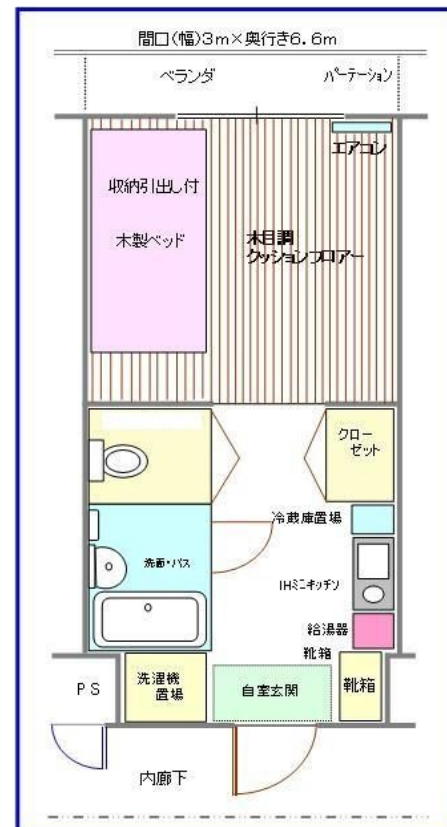 間口(幅)3m×奥行き6.6m
ベランダ
パーテーション
エアコン
収納引出し付
木製ベッド
木目調
クッションフロアー
クロー
ゼット
冷蔵庫置場
洗面・バス
IHミニキッチン
給湯器
靴箱
PS
洗濯機
置場
自室玄関
靴箱
内廊下